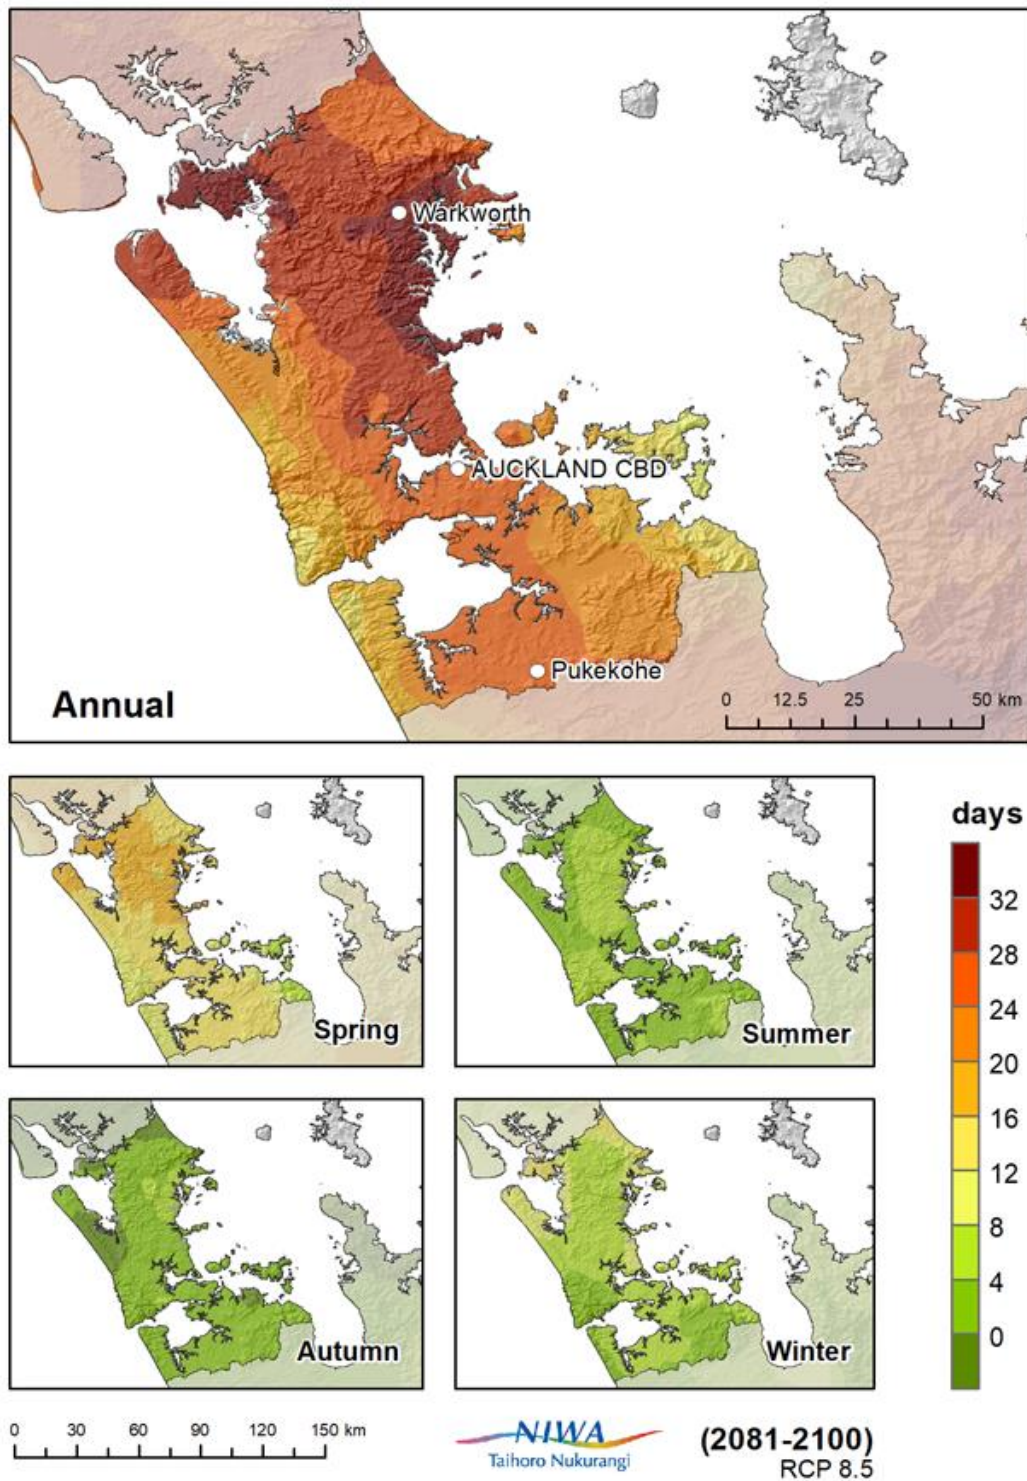 Warkworth
AUCKLAND CBD
Pukekohe
Annual
0 12.5 25 50 km
Spring
Summer
Autumn
Winter
days
32
28
24
20
16
12
8
4
0
0 30 60 90 120 150 km
NIWA
Taihoro Nukurangi
(2081-2100)
RCP 8.5